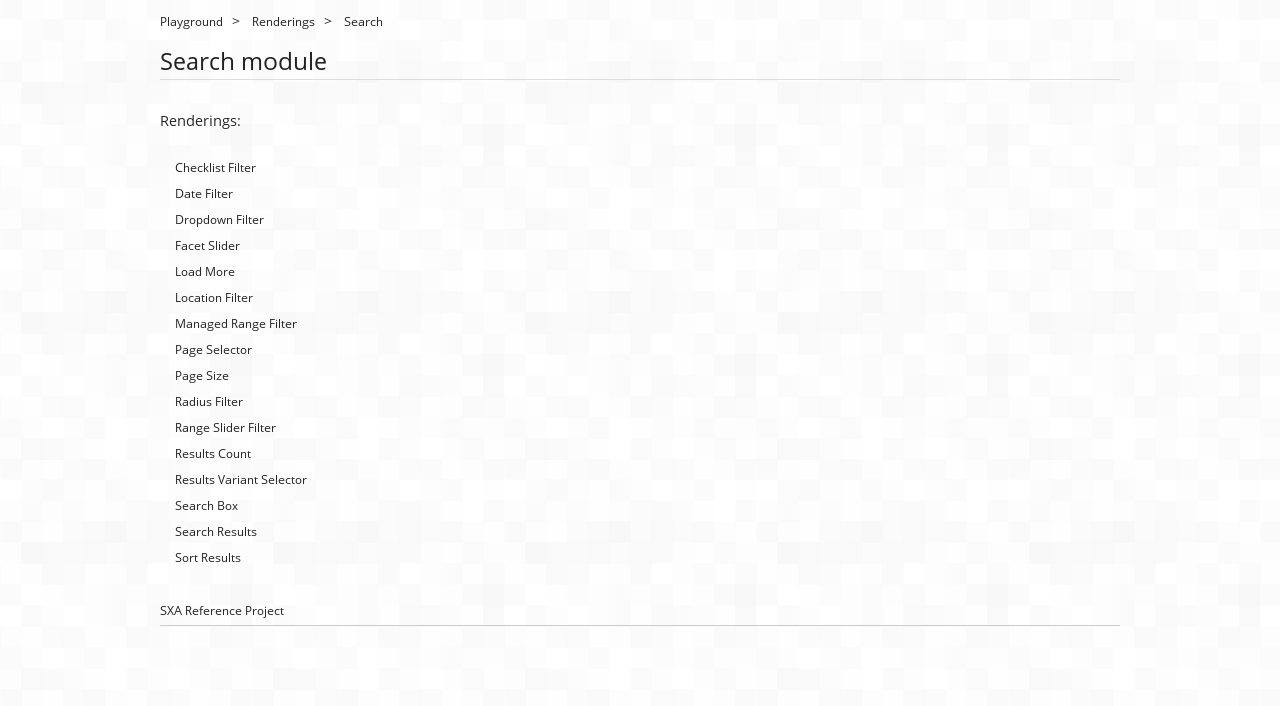 Playground > Renderings > Search
Search module
Renderings:
Checklist Filter
Date Filter
Dropdown Filter
Facet Slider
Load More
Location Filter
Managed Range Filter
Page Selector
Page Size
Radius Filter
Range Slider Filter
Results Count
Results Variant Selector
Search Box
Search Results
Sort Results
SXA Reference Project